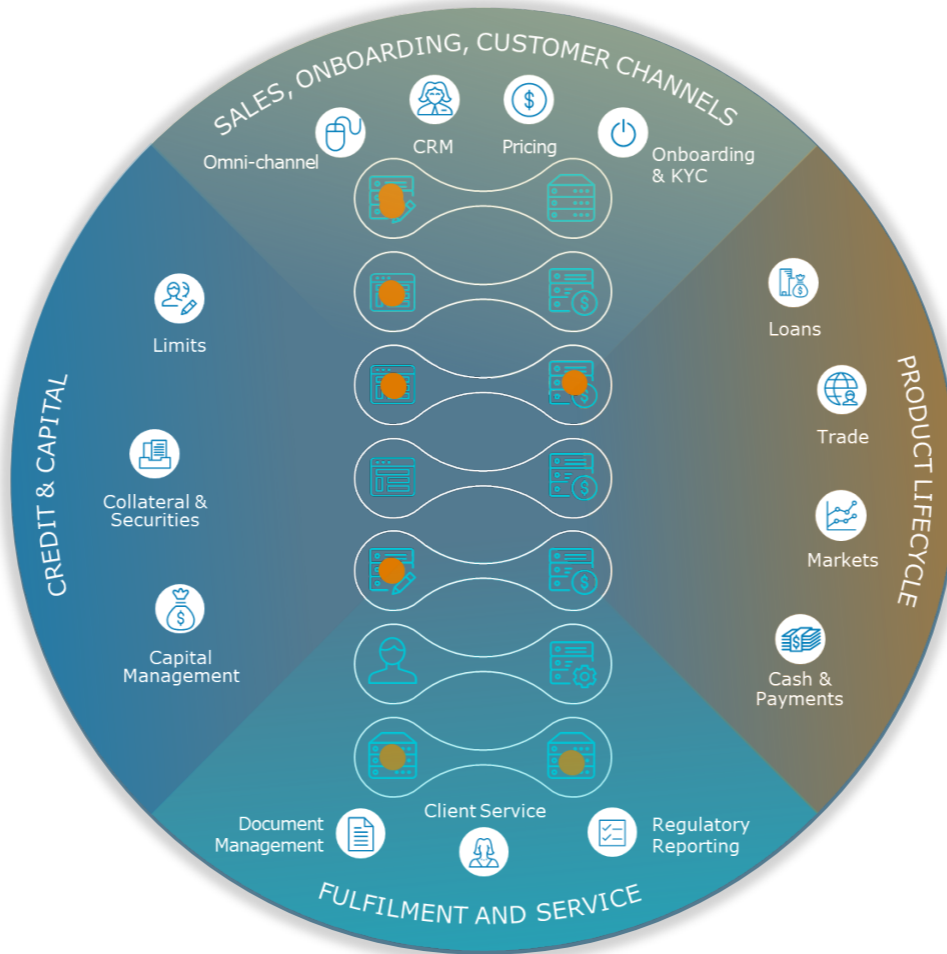 SALES, ONBOARDING, CUSTOMER CHANNELS
Omni-channel
CRM
Pricing
Onboarding
& KYC
CREDIT & CAPITAL
Limits
Collateral &
Securities
Capital
Management
PRODUCT LIFECYCLE
Loans
Trade
Markets
Cash &
Payments
Document
Management
Client Service
Regulatory
Reporting
FULFILMENT AND SERVICE